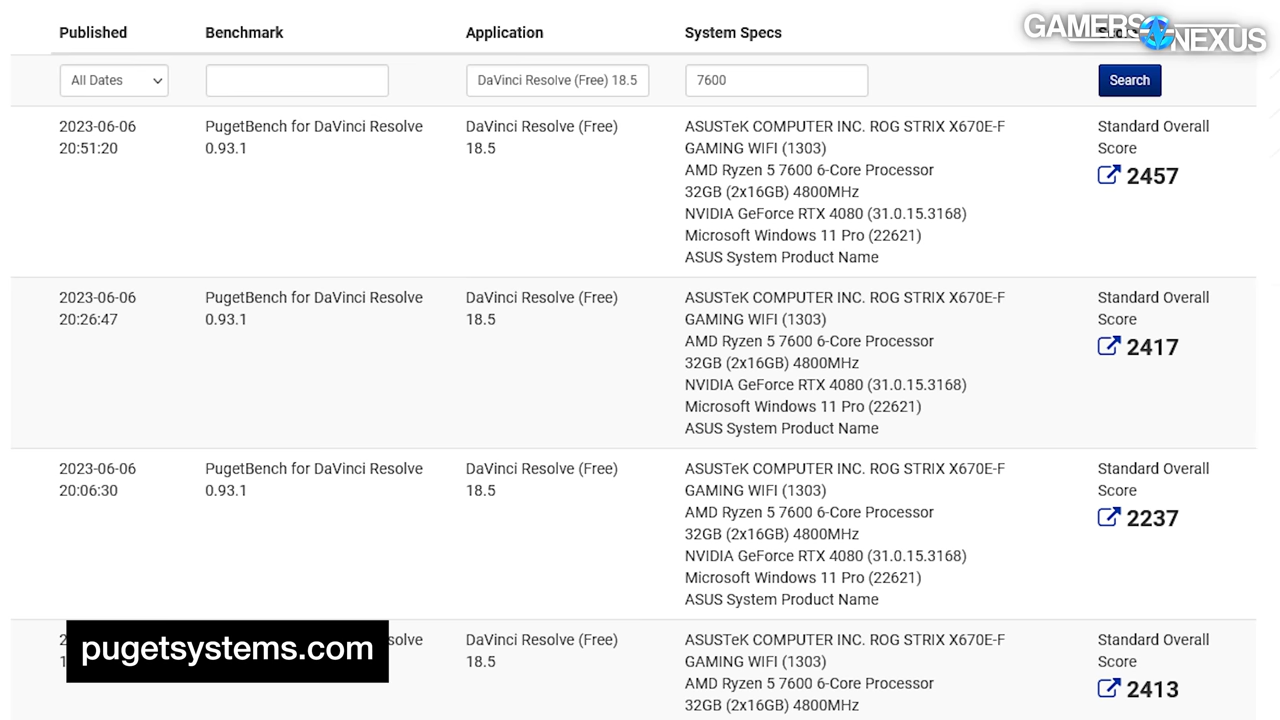 GAMERS NEXUS
Published Benchmark Application System Specs
All Dates DaVinci Resolve (Free) 18.5 7600 Search
2023-06-06 PugetBench for DaVinci Resolve DaVinci Resolve (Free) ASUSTeK COMPUTER INC. ROG STRIX X670E-F Standard Overall
20:51:20 0.93.1 18.5 GAMING WIFI (1303) Score
AMD Ryzen 5 7600 6-Core Processor 2457
32GB (2x16GB) 4800MHz
NVIDIA GeForce RTX 4080 (31.0.15.3168)
Microsoft Windows 11 Pro (22621)
ASUS System Product Name
2023-06-06 PugetBench for DaVinci Resolve DaVinci Resolve (Free) ASUSTeK COMPUTER INC. ROG STRIX X670E-F Standard Overall
20:26:47 0.93.1 18.5 GAMING WIFI (1303) Score
AMD Ryzen 5 7600 6-Core Processor 2417
32GB (2x16GB) 4800MHz
NVIDIA GeForce RTX 4080 (31.0.15.3168)
Microsoft Windows 11 Pro (22621)
ASUS System Product Name
2023-06-06 PugetBench for DaVinci Resolve DaVinci Resolve (Free) ASUSTeK COMPUTER INC. ROG STRIX X670E-F Standard Overall
20:06:30 0.93.1 18.5 GAMING WIFI (1303) Score
AMD Ryzen 5 7600 6-Core Processor 2237
32GB (2x16GB) 4800MHz
NVIDIA GeForce RTX 4080 (31.0.15.3168)
Microsoft Windows 11 Pro (22621)
ASUS System Product Name
DaVinci Resolve (Free) ASUSTeK COMPUTER INC. ROG STRIX X670E-F Standard Overall
18.5 GAMING WIFI (1303) Score
AMD Ryzen 5 7600 6-Core Processor 2413
32GB (2x16GB) 4800MHz
pugetsystems.com